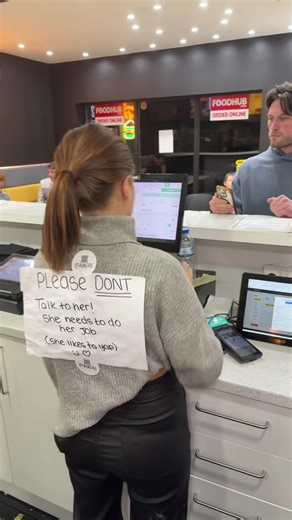 FOODHUB
ORDER ONLINE
FOODHUB
ORDER ONLINE
PLEASE DONT
Talk to her!
She needs to do
her job
(she likes to yap)